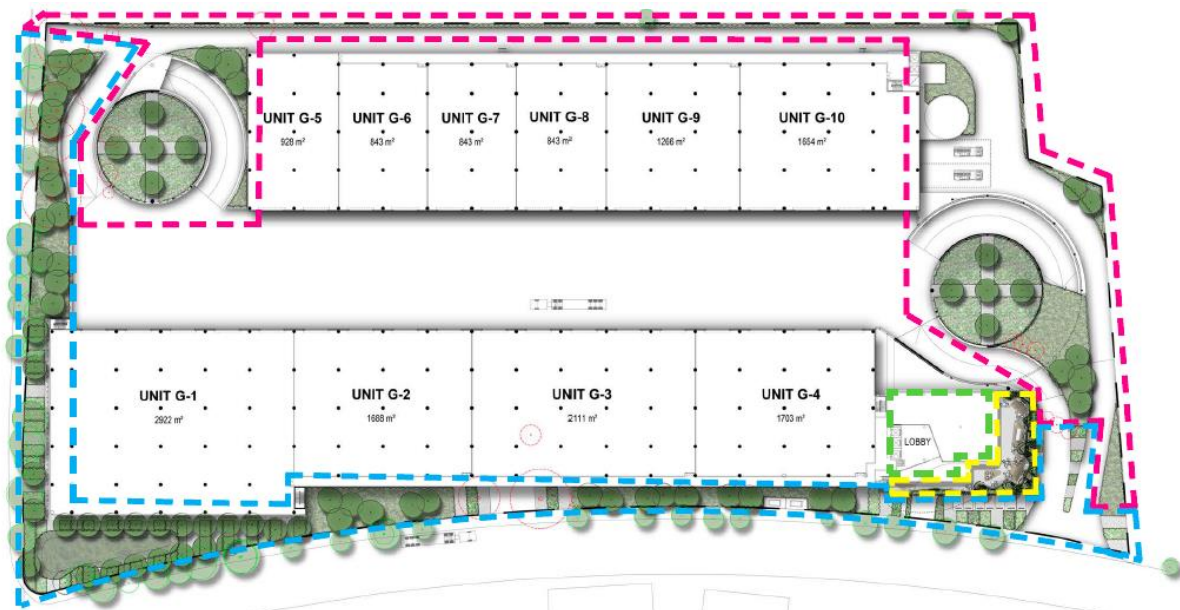 UNIT G-5
928 m²
UNIT G-6
843 m²
UNIT G-7
843 m²
UNIT G-8
843 m²
UNIT G-9
1266 m²
UNIT G-10
1654 m²
UNIT G-1
2922 m²
UNIT G-2
1688 m²
UNIT G-3
2111 m²
UNIT G-4
1703 m²
LOBBY